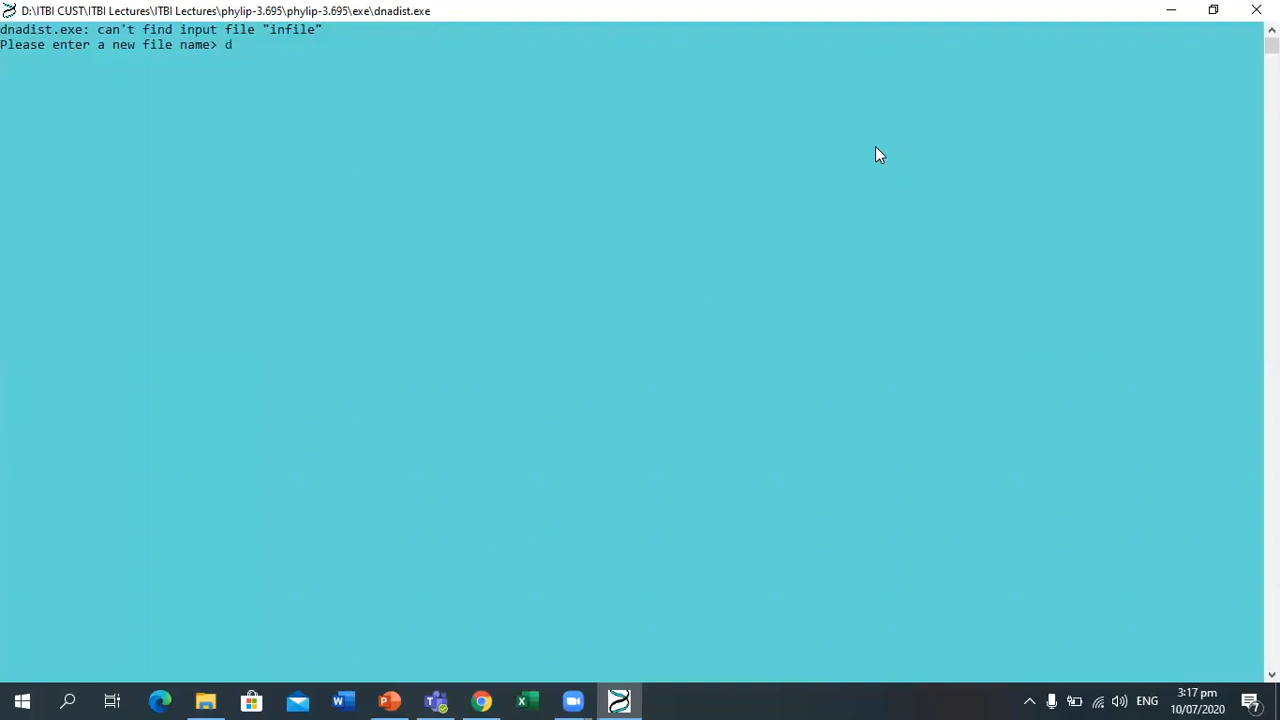 D:\ITBI CUST\ITBI Lectures\ITBI Lectures\phylip-3.695\phylip-3.695\exe\dnadist.exe
dnadist.exe: can't find input file "infile"
Please enter a new file name> d
ENG
3:17 pm
10/07/2020
7